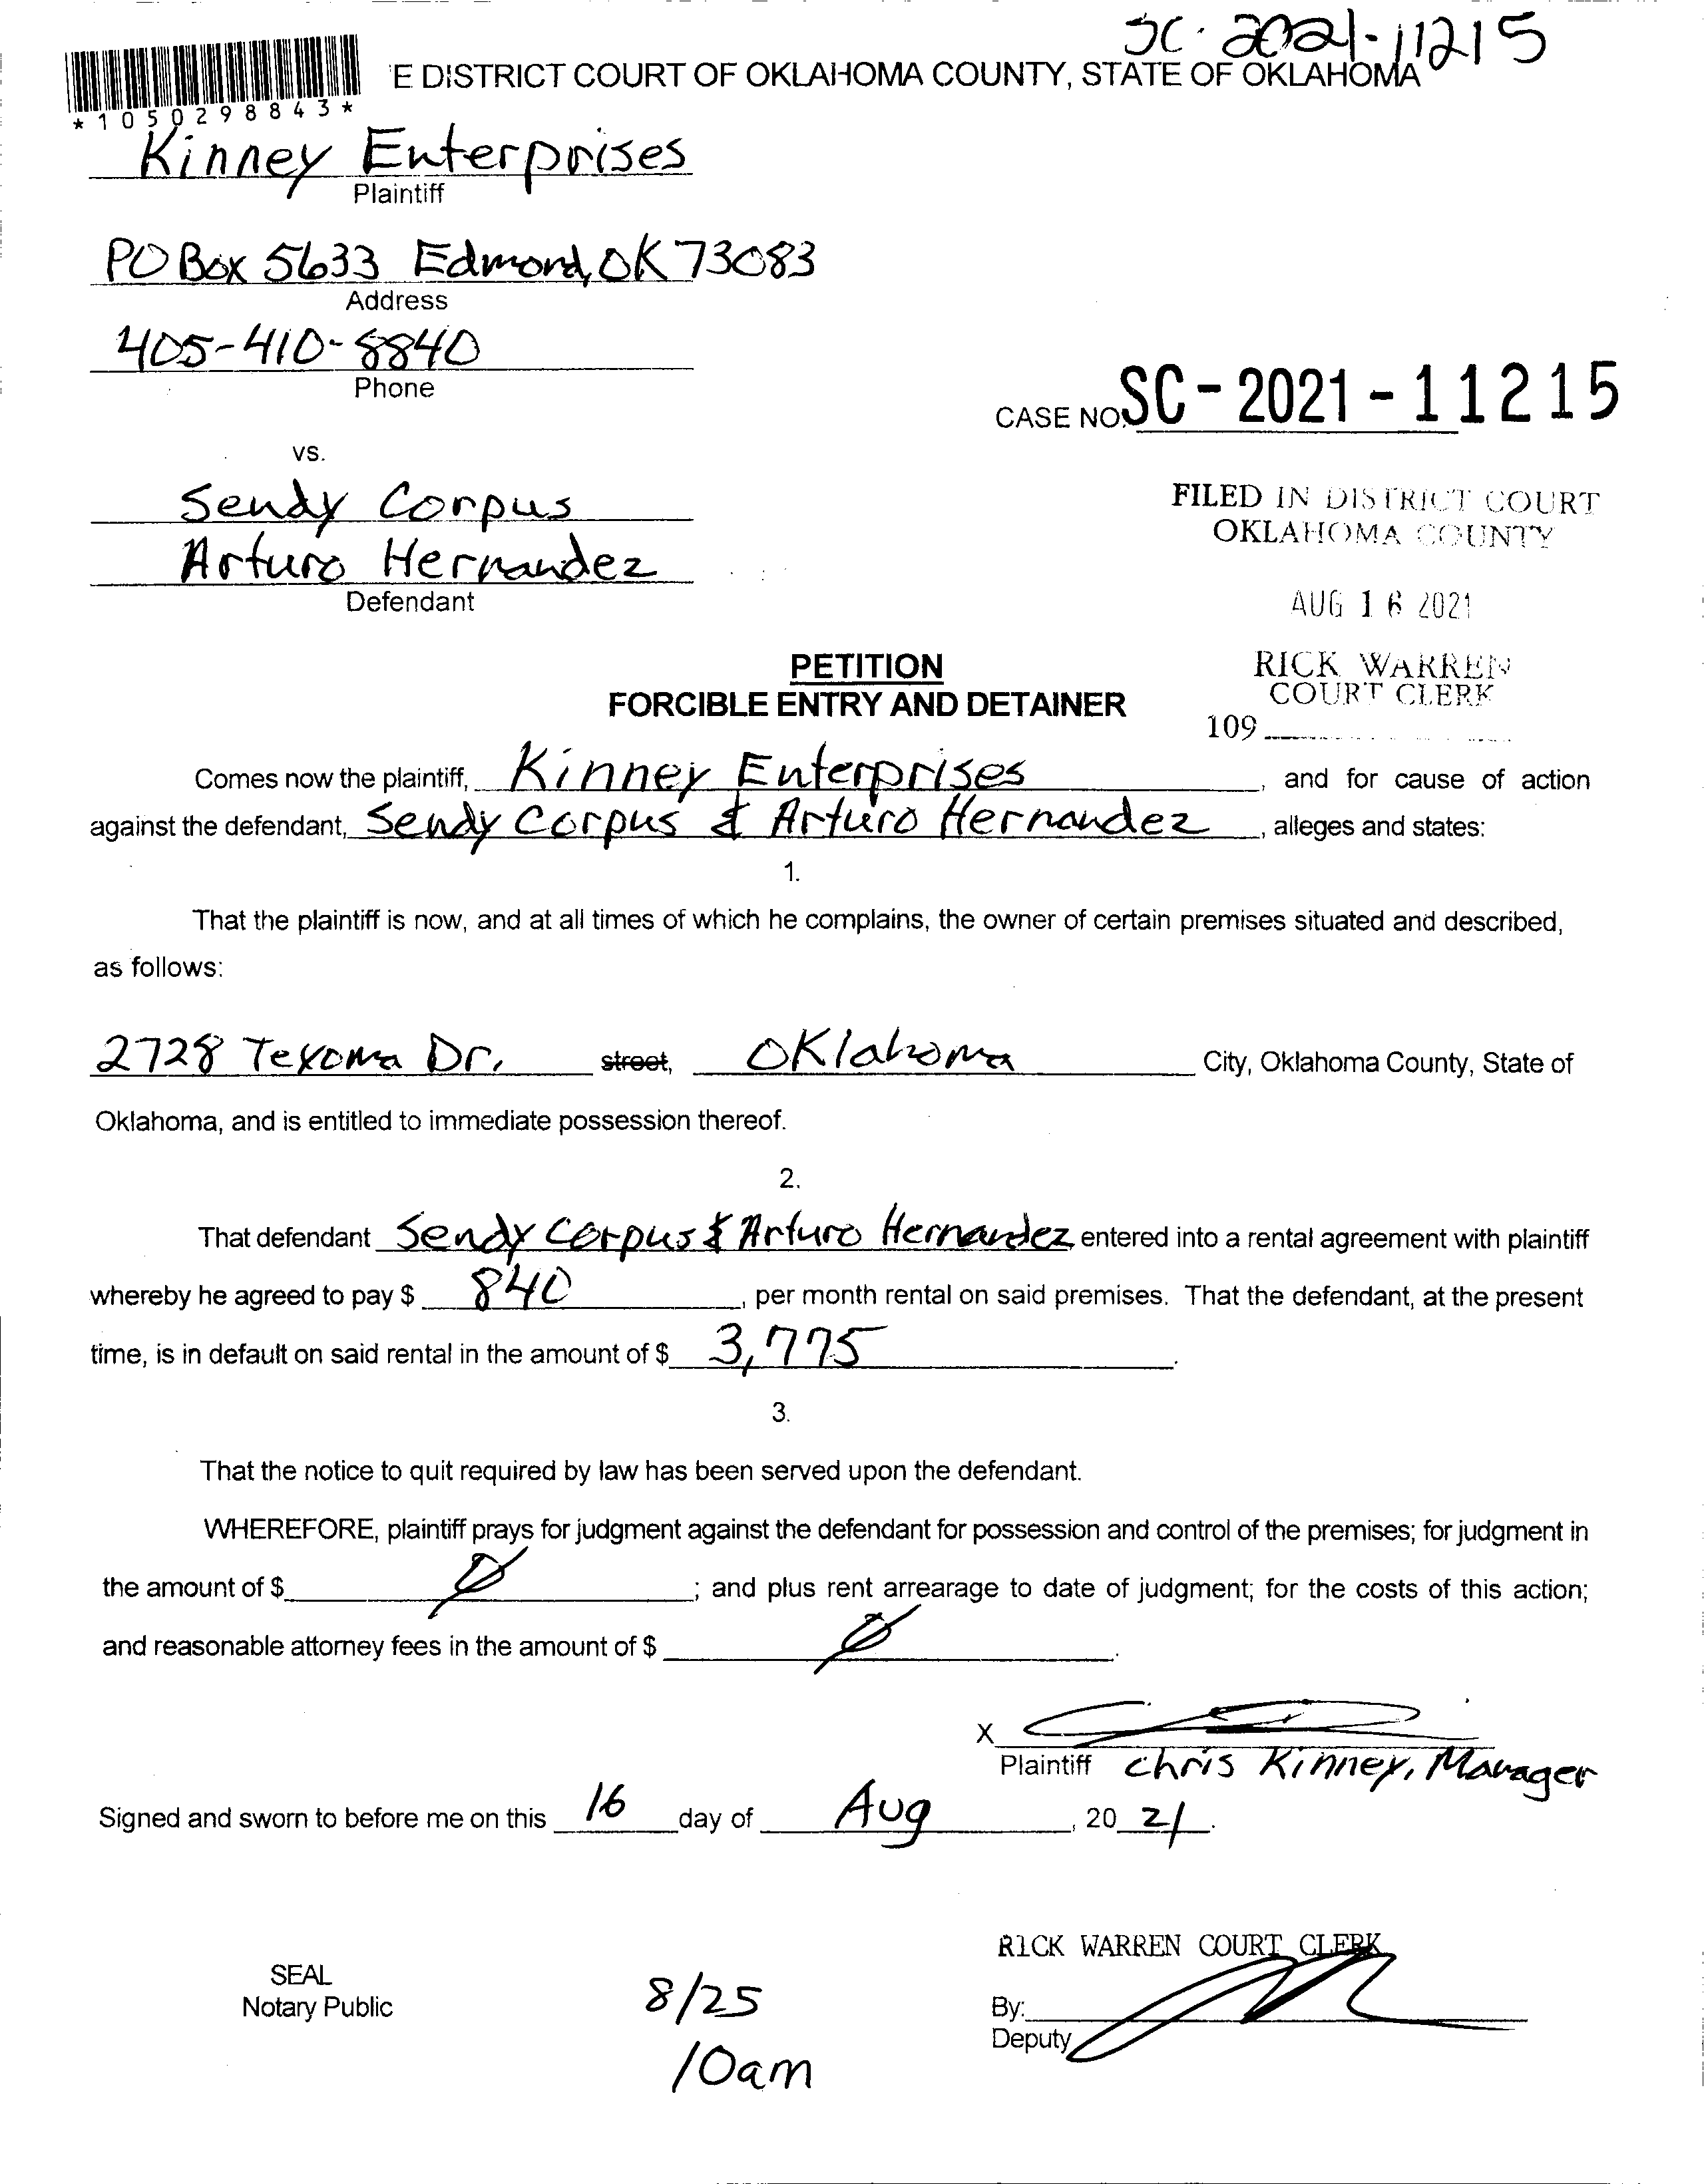 SC-2021-11215
E DISTRICT COURT OF OKLAHOMA COUNTY, STATE OF OKLAHOMA
*1050298843*
Kinney Enterprises
Plaintiff
PO Box 5633 Edmond, OK 73083
Address
405-410-8840
Phone
CASE NO. SC-2021-11215
vs.
Sendy Corpus
Arturo Hernandez
Defendant
FILED IN DISTRICT COURT
OKLAHOMA COUNTY
AUG 16 2021
RICK WARREN
COURT CLERK
109
PETITION
FORCIBLE ENTRY AND DETAINER
Comes now the plaintiff, Kinney Enterprises, and for cause of action
against the defendant, Sendy Corpus & Arturo Hernandez, alleges and states:
1.
That the plaintiff is now, and at all times of which he complains, the owner of certain premises situated and described,
as follows:
2728 Texoma Dr. street, Oklahoma City, Oklahoma County, State of
Oklahoma, and is entitled to immediate possession thereof.
2.
That defendant Sendy Corpus & Arturo Hernandez entered into a rental agreement with plaintiff
whereby he agreed to pay $ 840, per month rental on said premises. That the defendant, at the present
time, is in default on said rental in the amount of $ 3,775.
3.
That the notice to quit required by law has been served upon the defendant.
WHEREFORE, plaintiff prays for judgment against the defendant for possession and control of the premises; for judgment in
the amount of $ Ø; and plus rent arrearage to date of judgment; for the costs of this action;
and reasonable attorney fees in the amount of $ Ø.
X
Plaintiff Chris Kinney, Manager
Signed and sworn to before me on this 16 day of Aug, 20 21.
RICK WARREN COURT CLERK
SEAL
Notary Public
8/25
10am
By:
Deputy